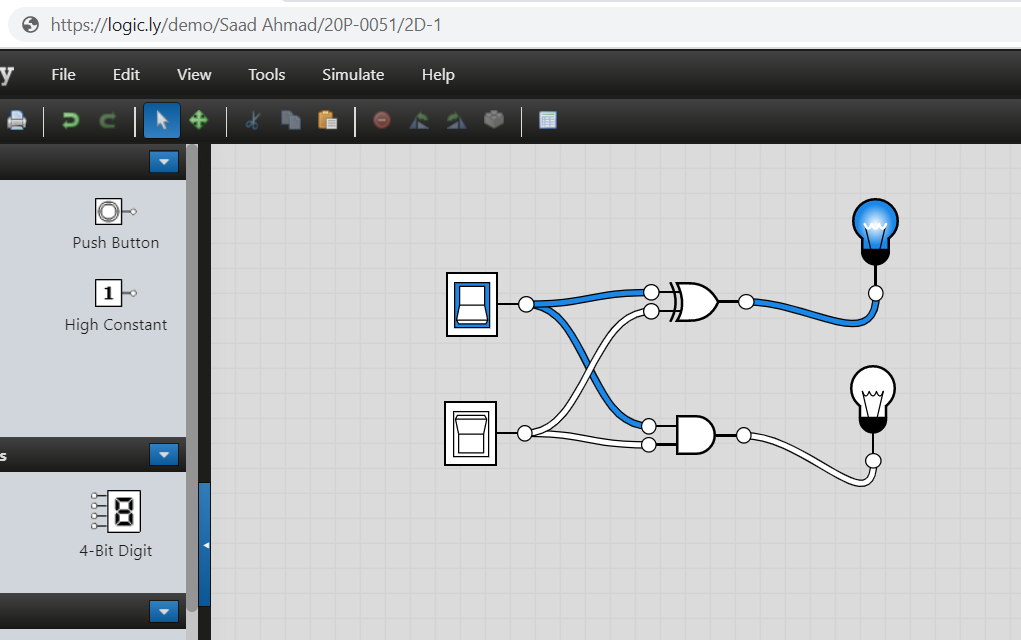 https://logic.ly/demo/Saad Ahmad/20P-0051/2D-1
y File Edit View Tools Simulate Help
Push Button
1
High Constant
s
8
4-Bit Digit